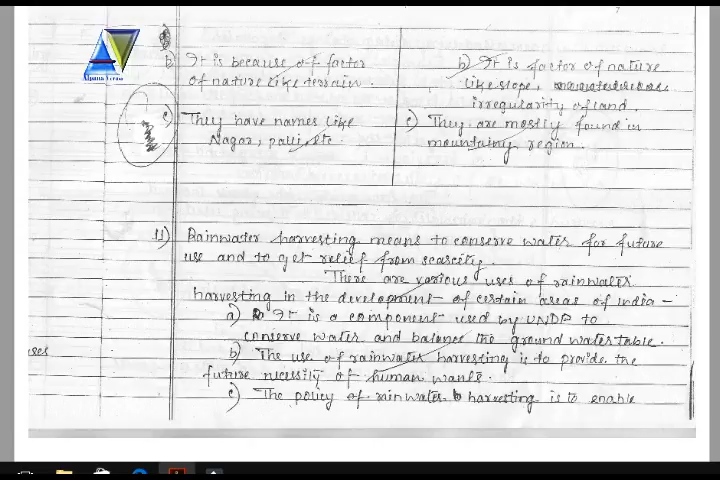 7
Alpana Verma
b) It is because of factor
of nature like terrain.
b) It is factor of nature
like slope,
irregularity of land.
c) They have names like
Nagar, palli, etc.
c) They are mostly found in
mountainy region.
11) Rainwater harvesting means to conserve water for future
use and to get relief from scascity.
There are various uses of rainwater
harvesting in the development of certain areas of india –
a) It is a component used by UNDP to
conserve water and balance the ground water table.
b) The use of rainwater harvesting is to provide the
future necessity of human wants.
c) The policy of rainwater harvesting is to enable